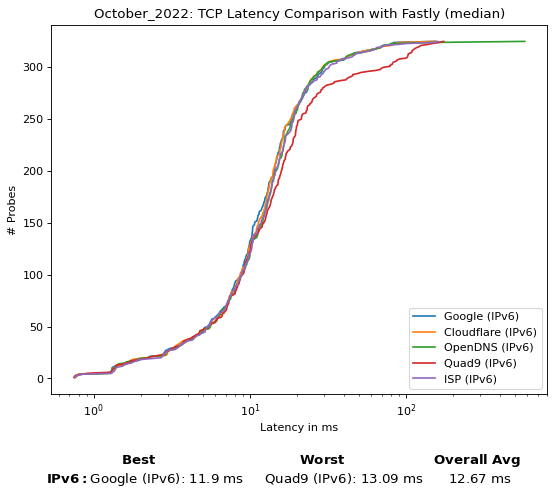 October_2022: TCP Latency Comparison with Fastly (median)
300
250
200
150
100
50
0
# Probes
10⁰
10¹
10²
Latency in ms
Google (IPv6)
Cloudflare (IPv6)
OpenDNS (IPv6)
Quad9 (IPv6)
ISP (IPv6)
Best Worst Overall Avg
IPv6: Google (IPv6): 11.9 ms Quad9 (IPv6): 13.09 ms 12.67 ms